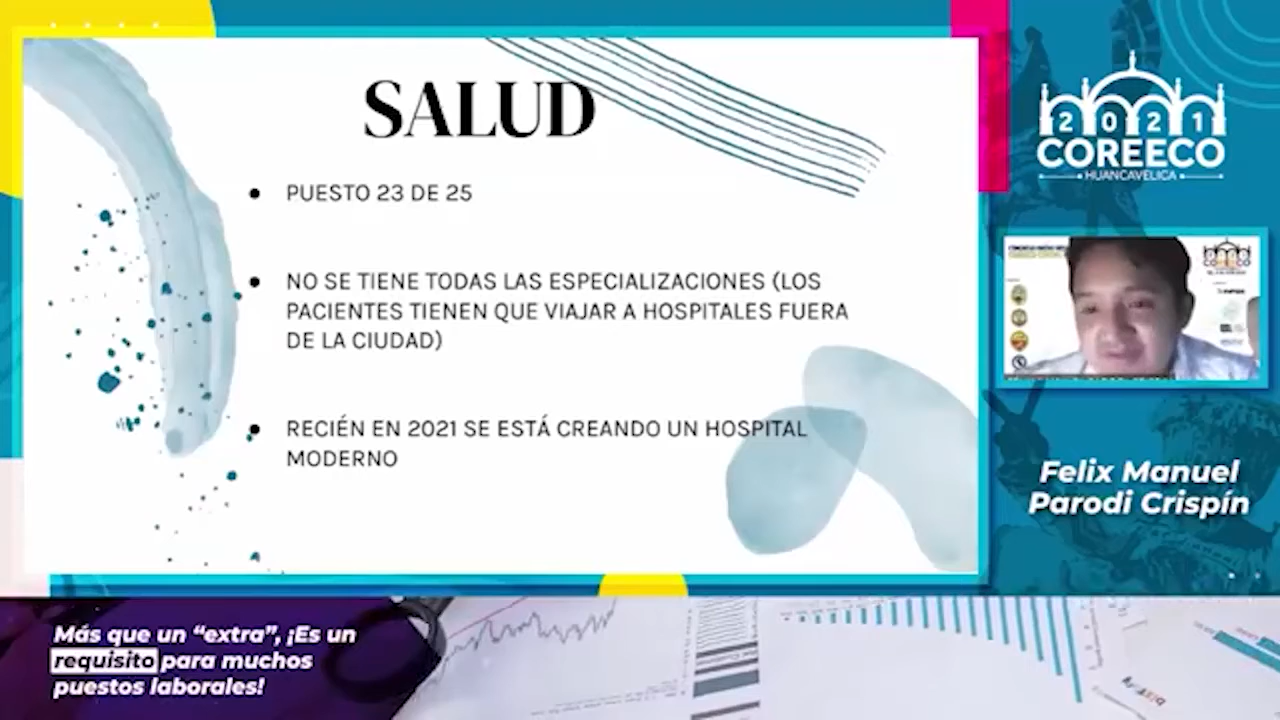 SALUD
PUESTO 23 DE 25
NO SE TIENE TODAS LAS ESPECIALIZACIONES (LOS
PACIENTES TIENEN QUE VIAJAR A HOSPITALES FUERA
DE LA CIUDAD)
RECIÉN EN 2021 SE ESTÁ CREANDO UN HOSPITAL
MODERNO
2021
COREECO
HUANCAVELICA
Felix Manuel
Parodi Crispín
Más que un “extra”, ¡Es un
requisito para muchos
puestos laborales!